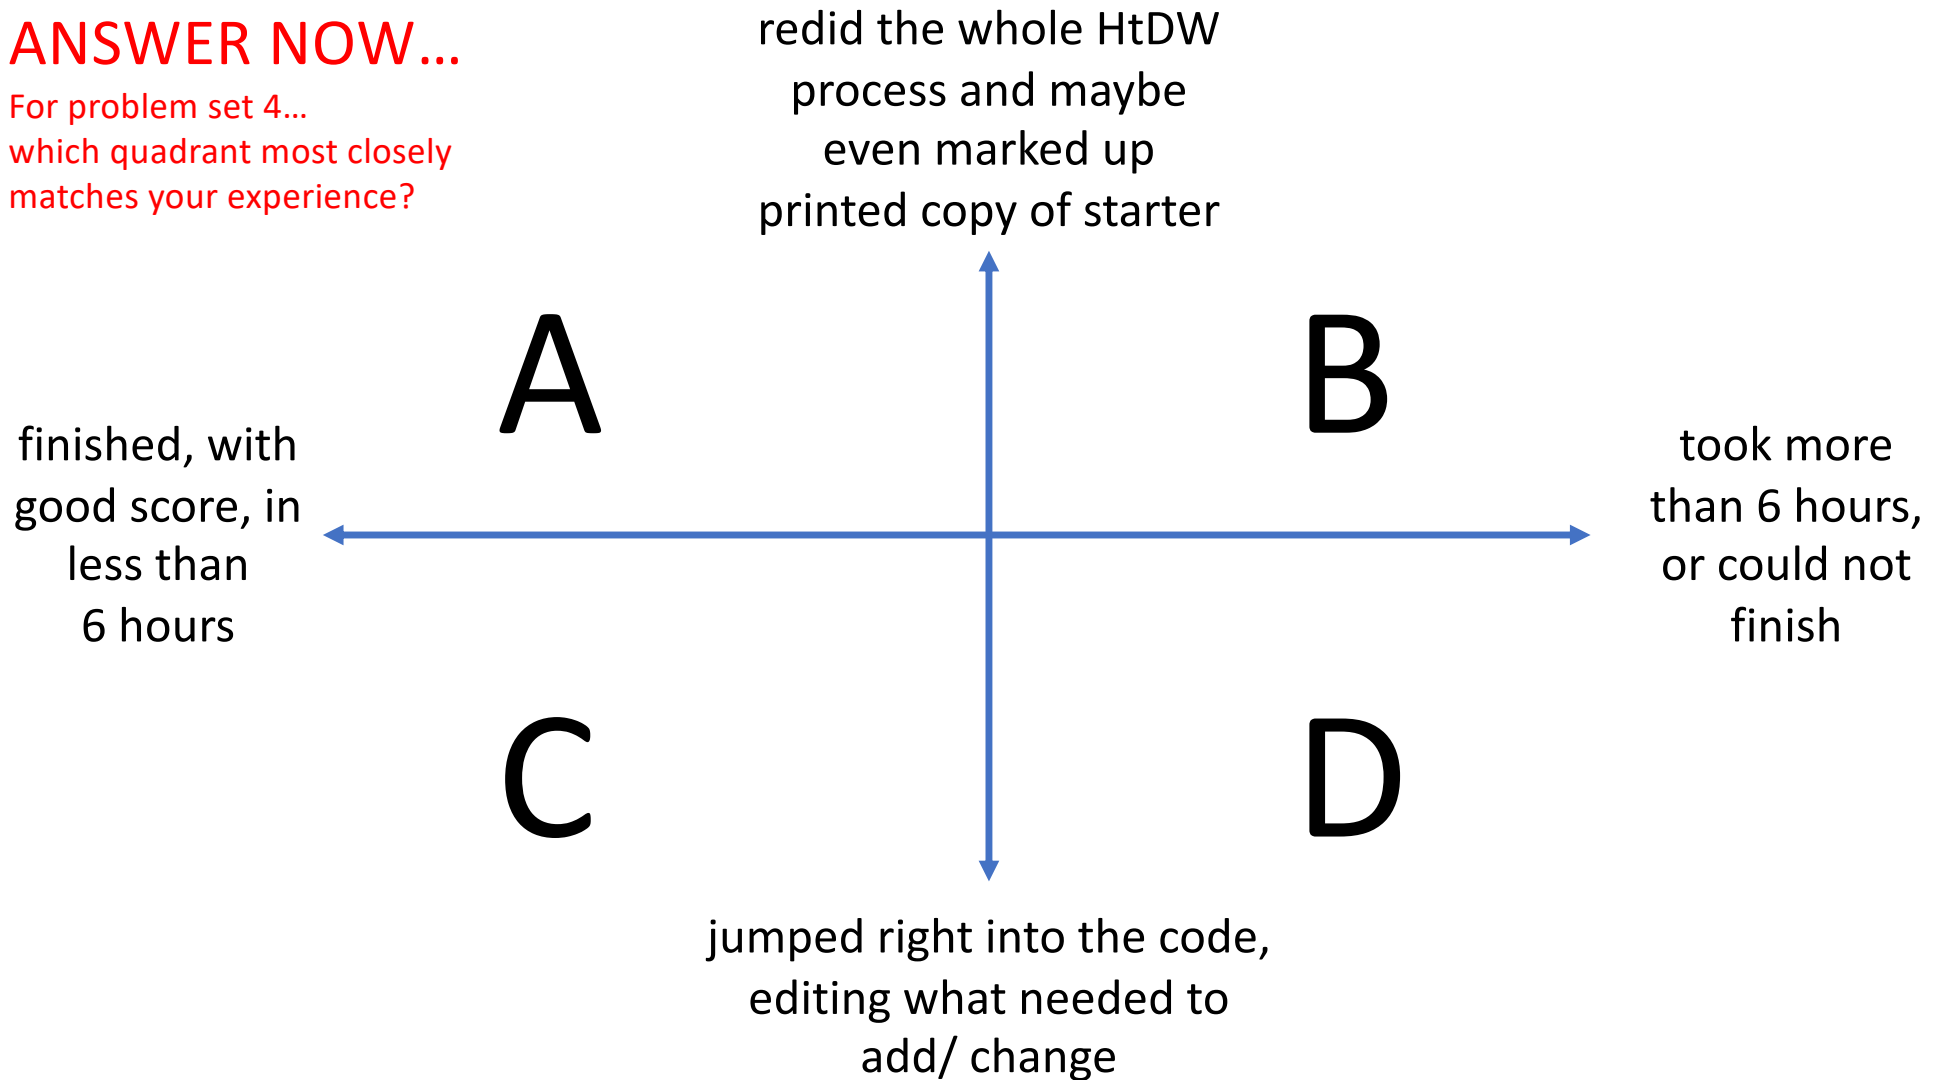 ANSWER NOW…
For problem set 4…
which quadrant most closely
matches your experience?
redid the whole HtDW
process and maybe
even marked up
printed copy of starter
A
B
finished, with
good score, in
less than
6 hours
took more
than 6 hours,
or could not
finish
C
D
jumped right into the code,
editing what needed to
add/ change